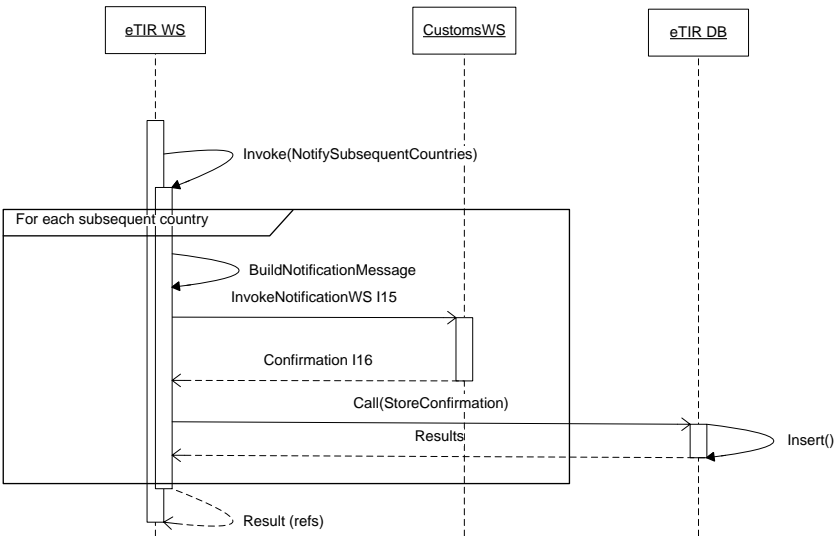 eTIR WS
CustomsWS
eTIR DB
Invoke(NotifySubsequentCountries)
For each subsequent country
BuildNotificationMessage
InvokeNotificationWS I15
Confirmation I16
Call(StoreConfirmation)
Results
Insert()
Result (refs)